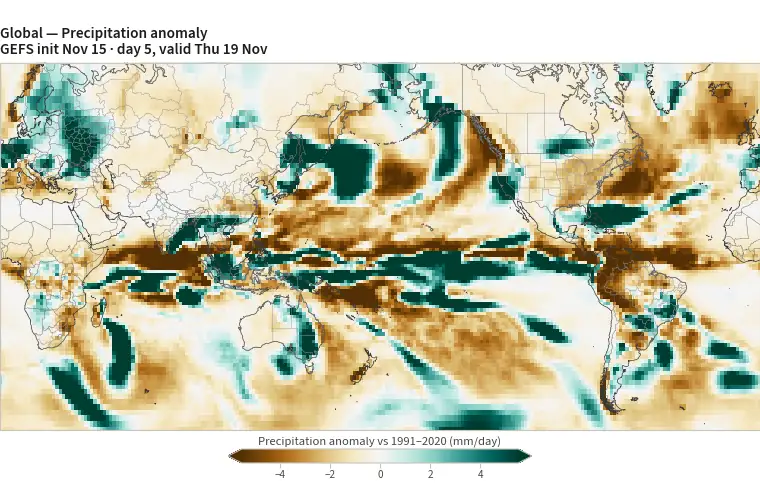 Global — Precipitation anomaly
GEFS init Nov 15 · day 5, valid Thu 19 Nov
Precipitation anomaly vs 1991–2020 (mm/day)
−4 −2 0 2 4